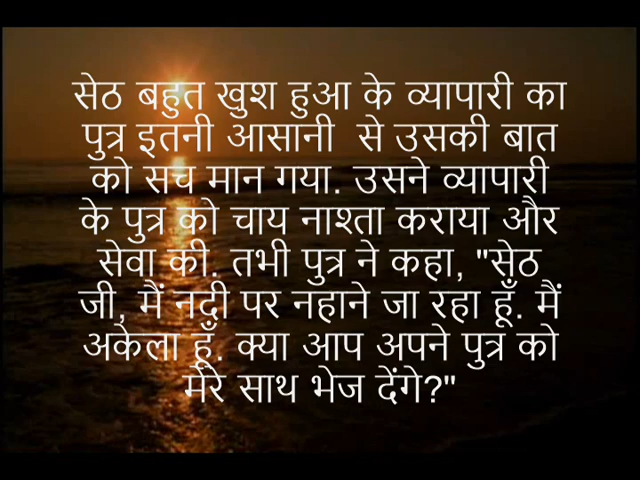 सेठ बहुत खुश हुआ के व्यापारी का
पुत्र इतनी आसानी से उसकी बात
को सच मान गया. उसने व्यापारी
के पुत्र को चाय नाश्ता कराया और
सेवा की. तभी पुत्र ने कहा, "सेठ
जी, मैं नदी पर नहाने जा रहा हूँ. मैं
अकेला हूँ. क्या आप अपने पुत्र को
मेरे साथ भेज देंगे?"